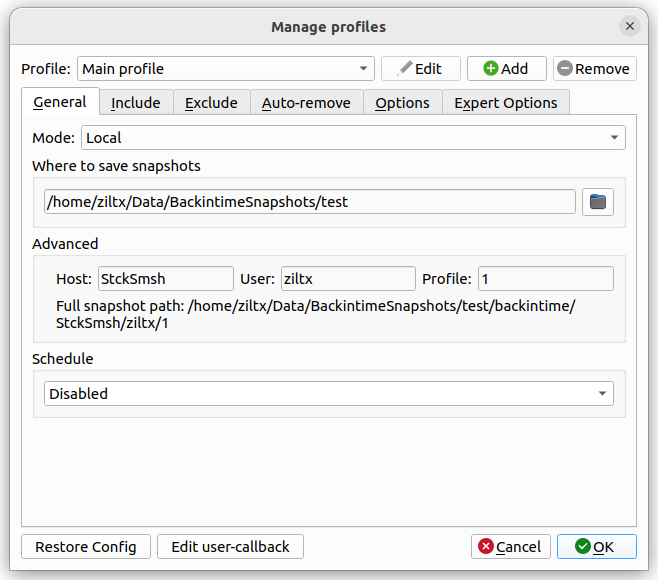 Manage profiles
Profile: Main profile Edit Add Remove
General Include Exclude Auto-remove Options Expert Options
Mode: Local
Where to save snapshots
/home/ziltx/Data/BackintimeSnapshots/test
Advanced
Host: StckSmsh User: ziltx Profile: 1
Full snapshot path: /home/ziltx/Data/BackintimeSnapshots/test/backintime/
StckSmsh/ziltx/1
Schedule
Disabled
Restore Config Edit user-callback Cancel OK